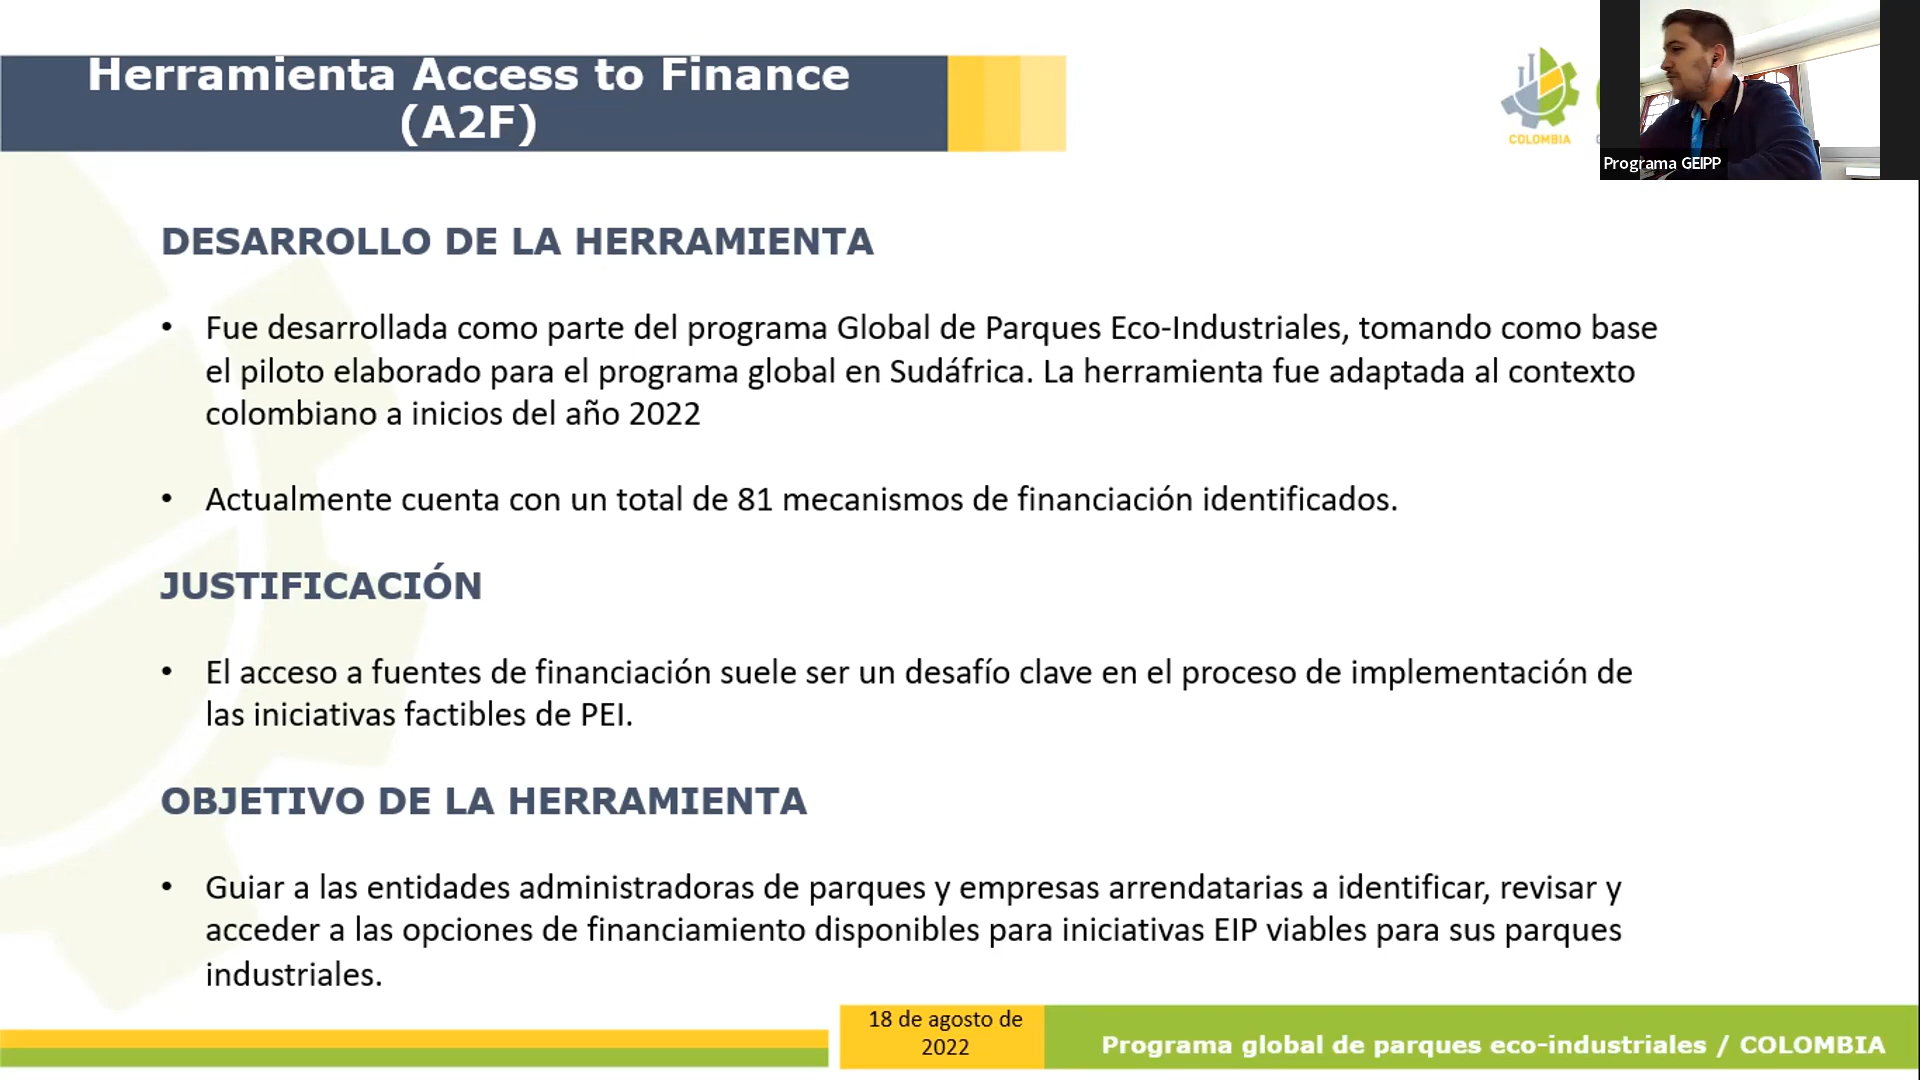 Herramienta Access to Finance
(A2F)
COLOMBIA
Programa GEIPP
DESARROLLO DE LA HERRAMIENTA
• Fue desarrollada como parte del programa Global de Parques Eco-Industriales, tomando como base
el piloto elaborado para el programa global en Sudáfrica. La herramienta fue adaptada al contexto
colombiano a inicios del año 2022
• Actualmente cuenta con un total de 81 mecanismos de financiación identificados.
JUSTIFICACIÓN
• El acceso a fuentes de financiación suele ser un desafío clave en el proceso de implementación de
las iniciativas factibles de PEI.
OBJETIVO DE LA HERRAMIENTA
• Guiar a las entidades administradoras de parques y empresas arrendatarias a identificar, revisar y
acceder a las opciones de financiamiento disponibles para iniciativas EIP viables para sus parques
industriales.
18 de agosto de
2022
Programa global de parques eco-industriales / COLOMBIA